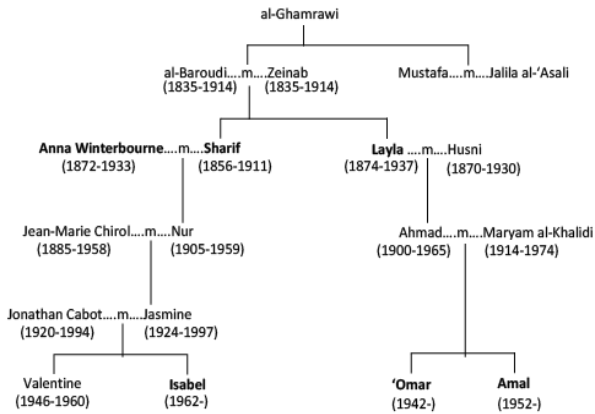 al-Ghamrawi
al-Baroudi....m....Zeinab Mustafa....m....Jalila al-‘Asali
(1835-1914) (1835-1914)
Anna Winterbourne....m....Sharif Layla ....m....Husni
(1872-1933) (1856-1911) (1874-1937) (1870-1930)
Jean-Marie Chirol....m....Nur Ahmad....m....Maryam al-Khalidi
(1885-1958) (1905-1959) (1900-1965) (1914-1974)
Jonathan Cabot....m....Jasmine
(1920-1994) (1924-1997)
Valentine Isabel ‘Omar Amal
(1946-1960) (1962-) (1942-) (1952-)